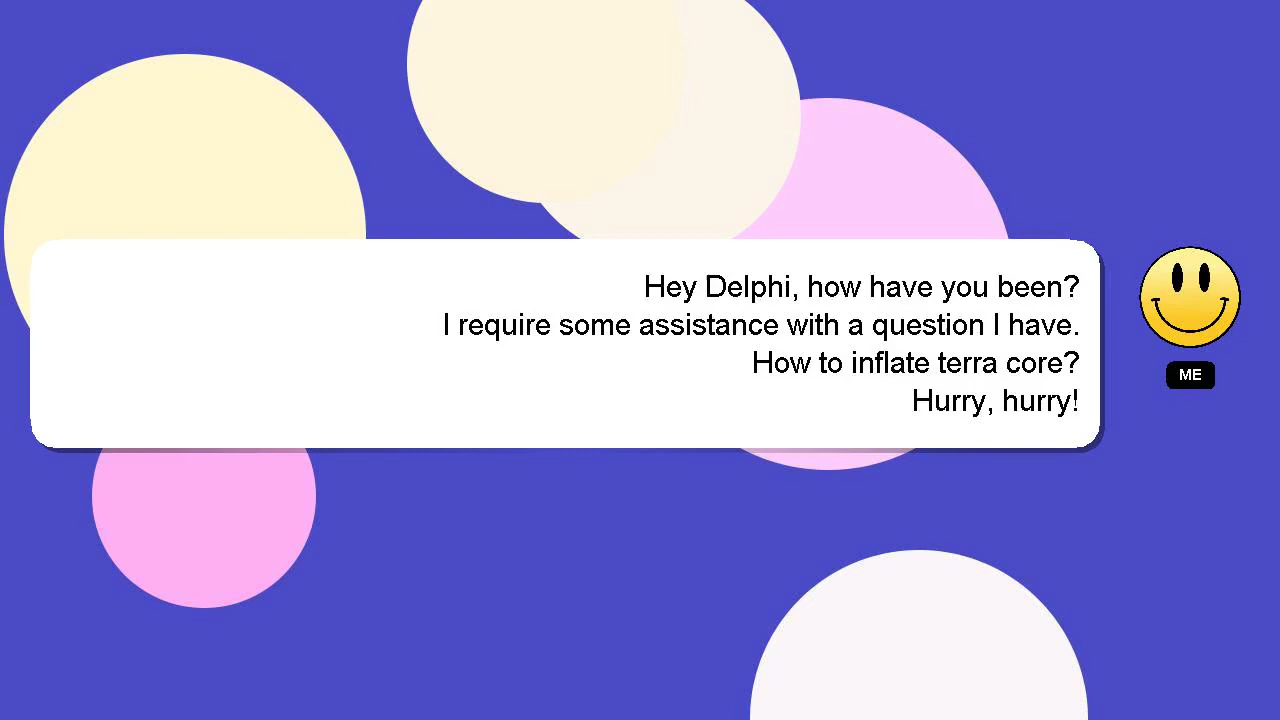 Hey Delphi, how have you been?
I require some assistance with a question I have.
How to inflate terra core?
Hurry, hurry!
ME